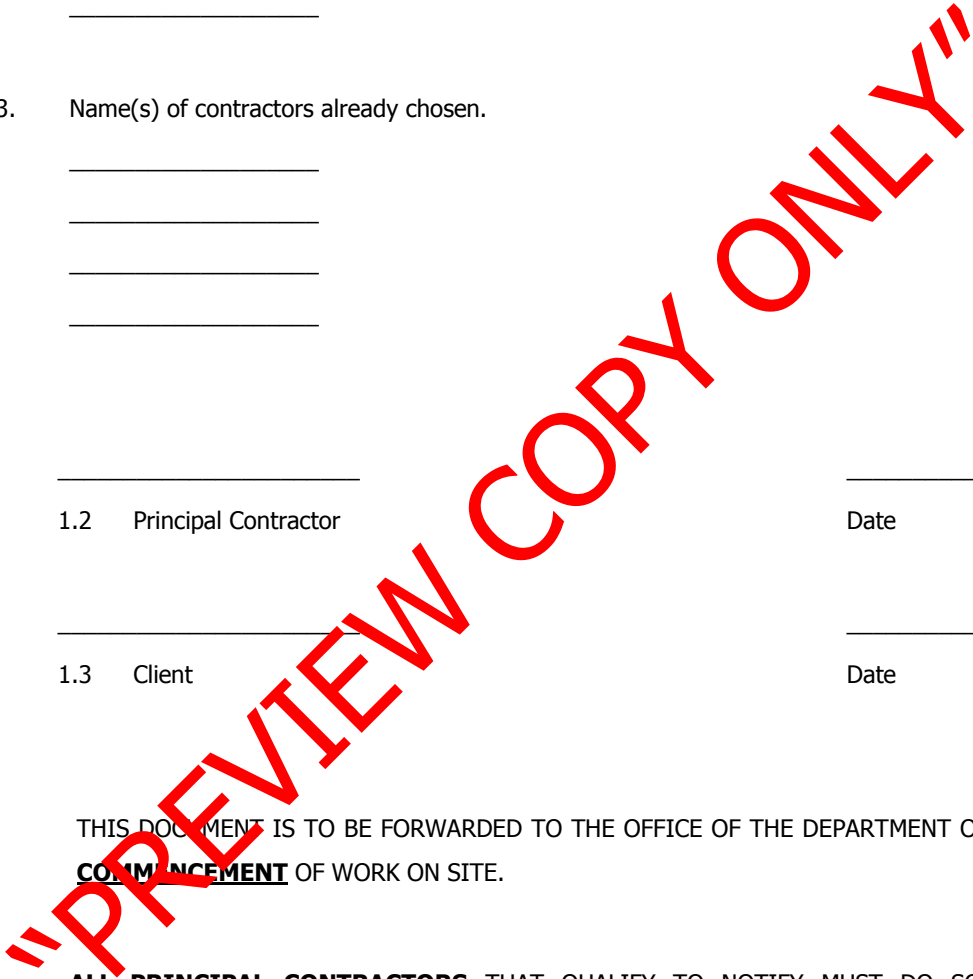 3. Name(s) of contractors already chosen.
1.2 Principal Contractor Date
1.3 Client Date
THIS DOCUMENT IS TO BE FORWARDED TO THE OFFICE OF THE DEPARTMENT
COMMENCEMENT OF WORK ON SITE.
ALL PRINCIPAL CONTRACTORS THAT QUALIFY TO NOTIFY MUST DO
"PREVIEW COPY ONLY"